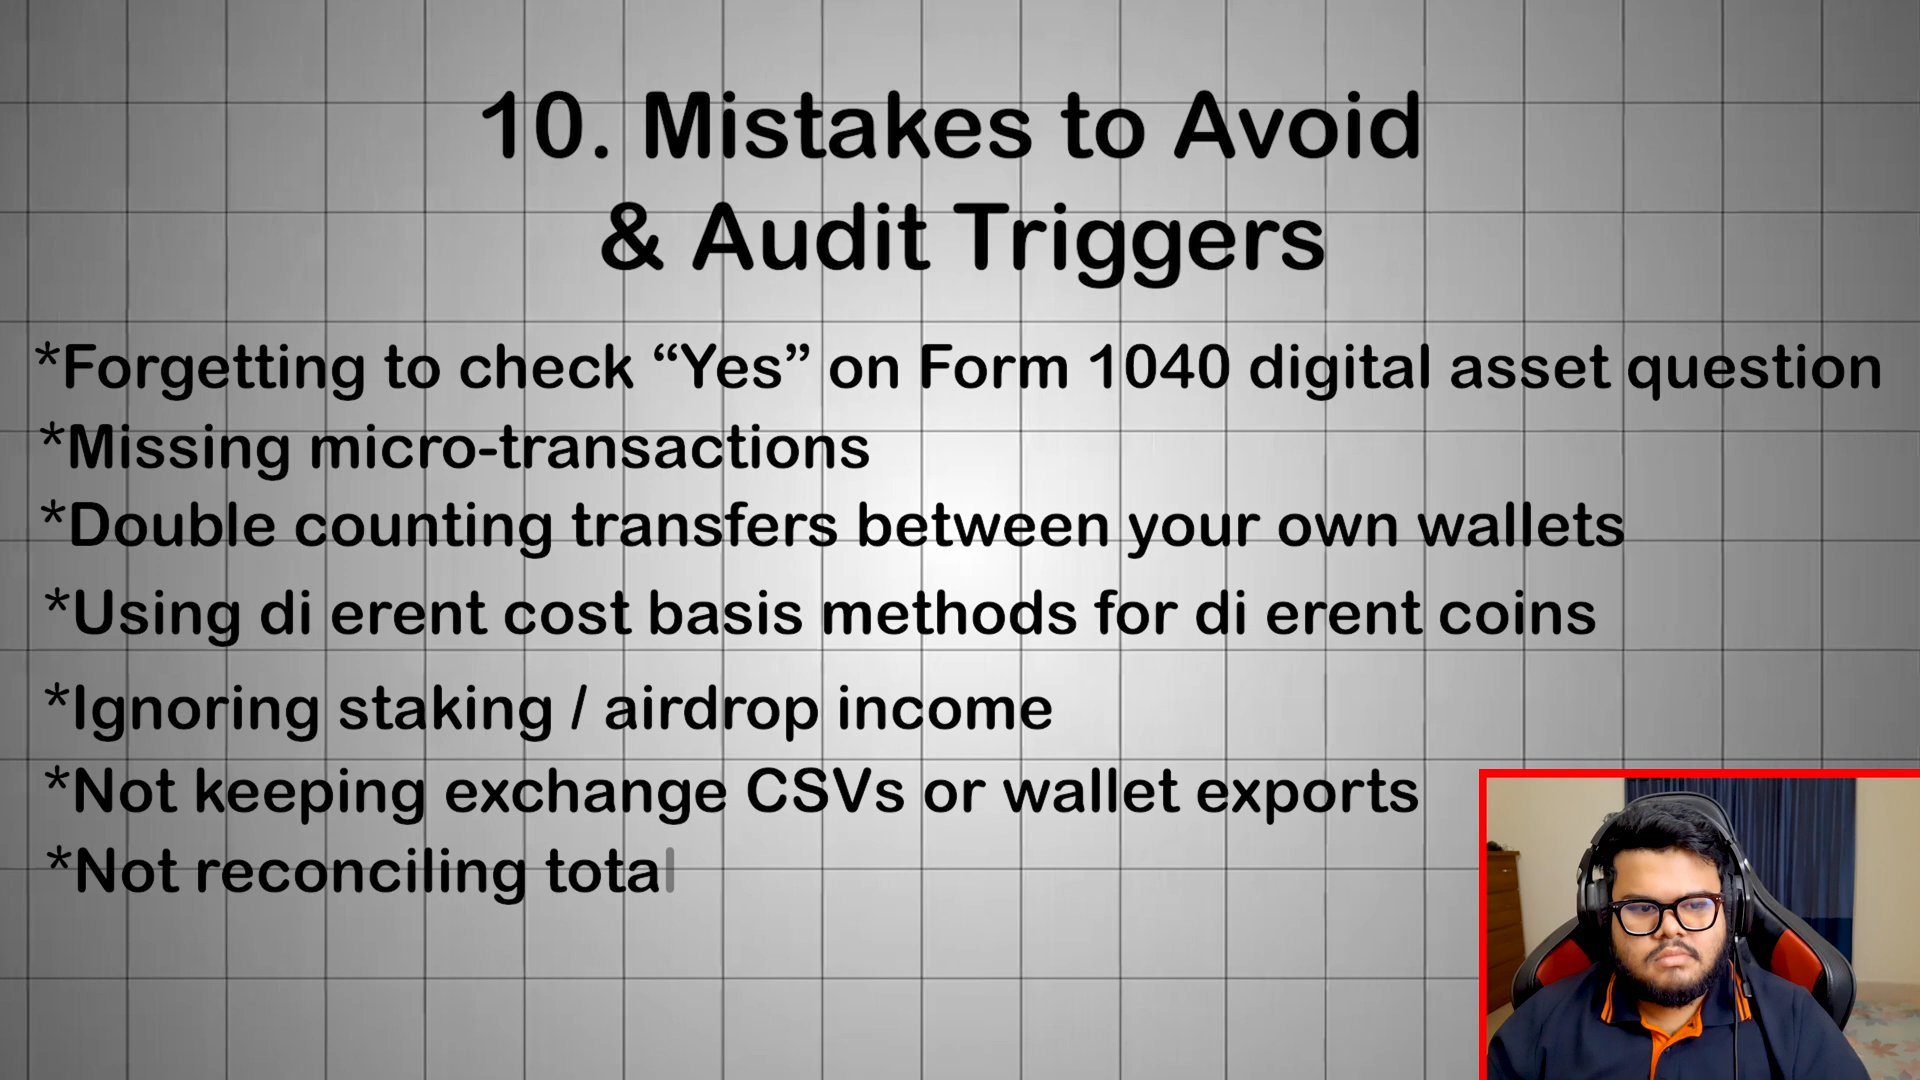 10. Mistakes to Avoid
& Audit Triggers
*Forgetting to check “Yes” on Form 1040 digital asset question
*Missing micro-transactions
*Double counting transfers between your own wallets
*Using di erent cost basis methods for di erent coins
*Ignoring staking / airdrop income
*Not keeping exchange CSVs or wallet exports
*Not reconciling total